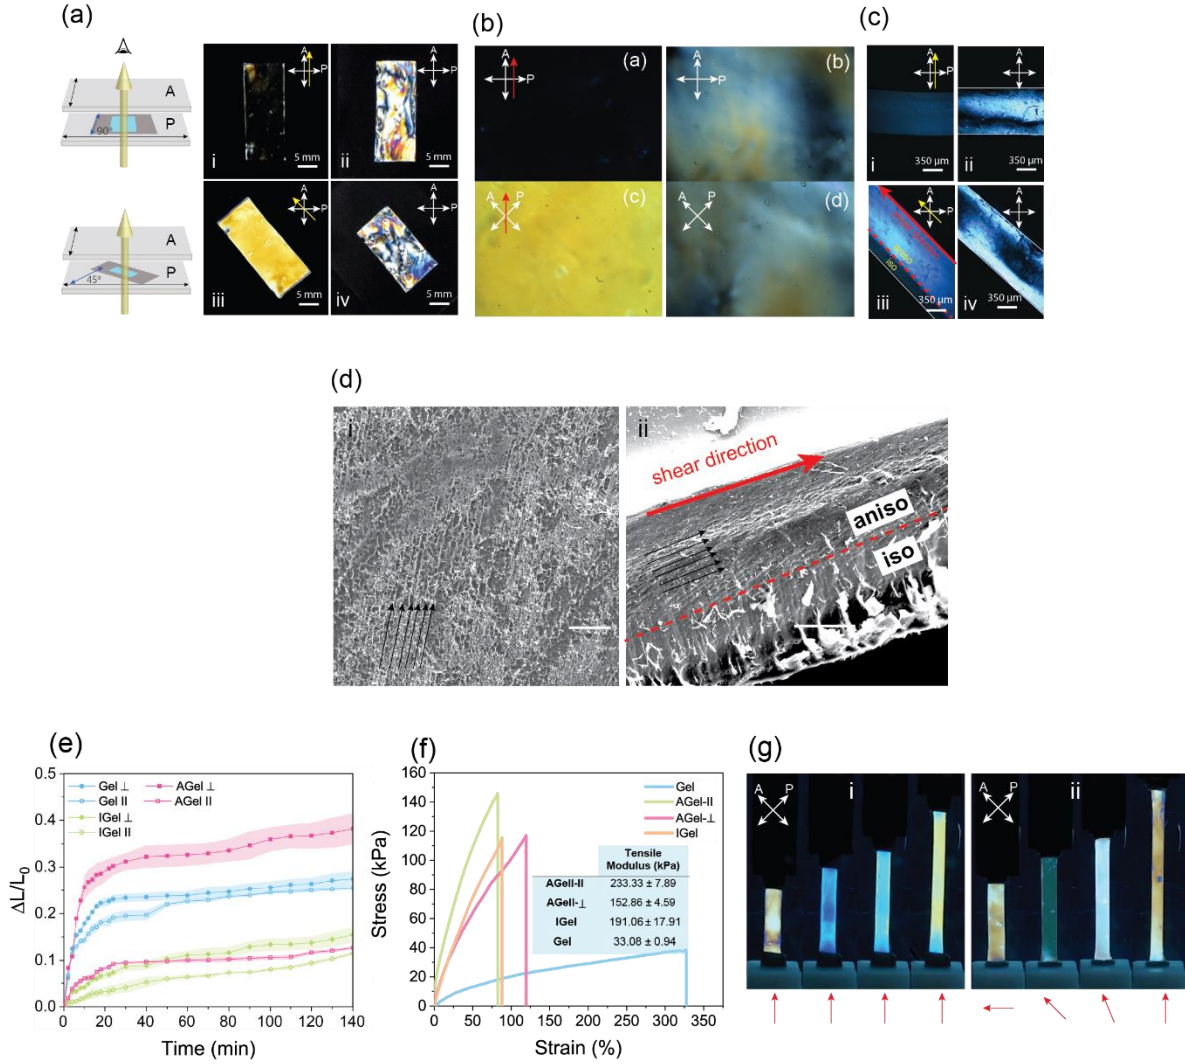 (a)
A
P
90°
A
P
45°
A
P
i
5 mm
A
P
ii
5 mm
A
P
iii
5 mm
A
P
iv
5 mm
(b)
A
P
(a)
A
P
(b)
A
P
(c)
A
P
(d)
(c)
A
P
i
350 µm
A
P
ii
350 µm
A
P
aniso
iso
iii
350 µm
A
P
iv
350 µm
(d)
i
ii
shear direction
aniso
iso
(e)
0.5
0.4
0.3
0.2
0.1
0.0
ΔL/L0
Gel ⊥
Gel II
IGel ⊥
IGel II
AGel ⊥
AGel II
0 20 40 60 80 100 120 140
Time (min)
(f)
160
140
120
100
80
60
40
20
0
Stress (kPa)
Gel
AGel-II
AGel-⊥
IGel
Tensile
Modulus (kPa)
AGell-II 233.33 ± 7.89
AGell-⊥ 152.86 ± 4.59
IGel 191.06 ± 17.91
Gel 33.08 ± 0.94
0 50 100 150 200 250 300 350
Strain (%)
(g)
A
P
i
A
P
ii